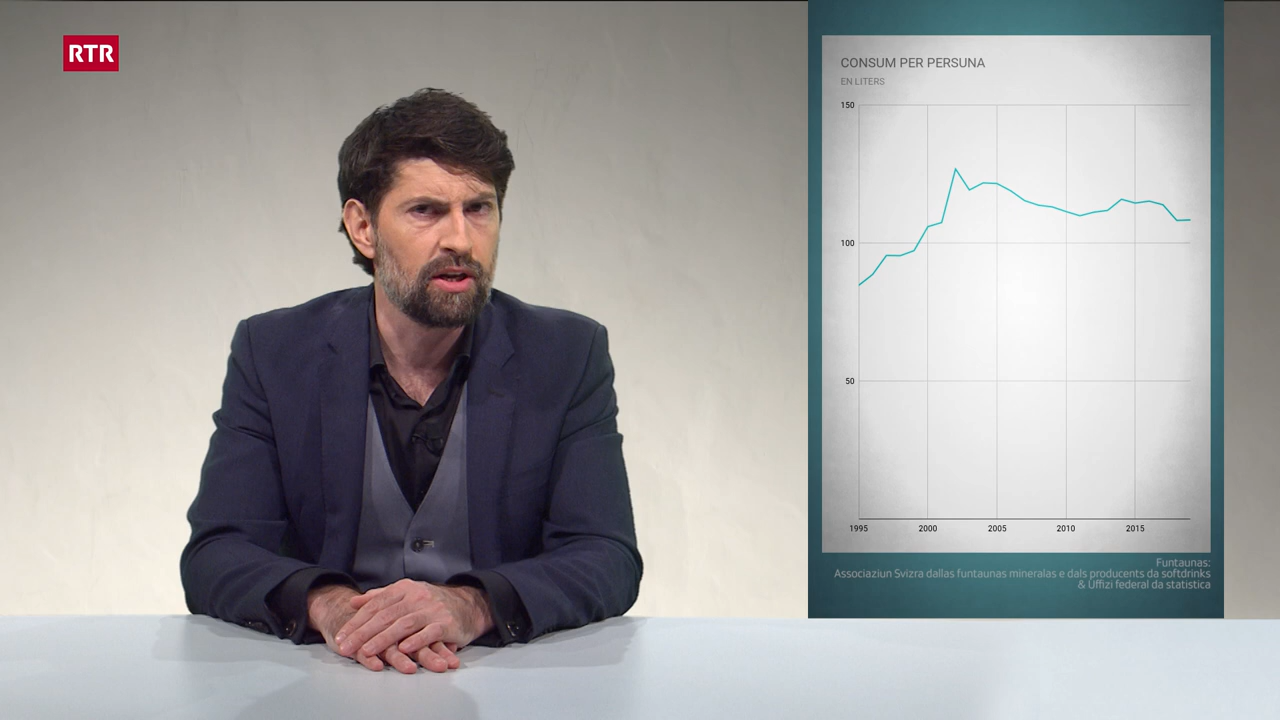 RTR
CONSUM PER PERSUNA
EN LITERS
150
100
50
1995 2000 2005 2010 2015
Funtaunas:
Associaziun Svizra dallas funtaunas mineralas e dals producents da softdrinks
& Uffizi federal da statistica